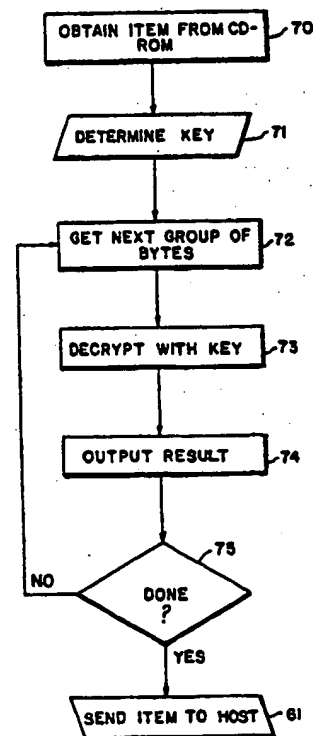 OBTAIN ITEM FROM CD-
ROM
70
DETERMINE KEY
71
GET NEXT GROUP OF
BYTES
72
DECRYPT WITH KEY
73
OUTPUT RESULT
74
75
DONE
?
NO
YES
SEND ITEM TO HOST
61